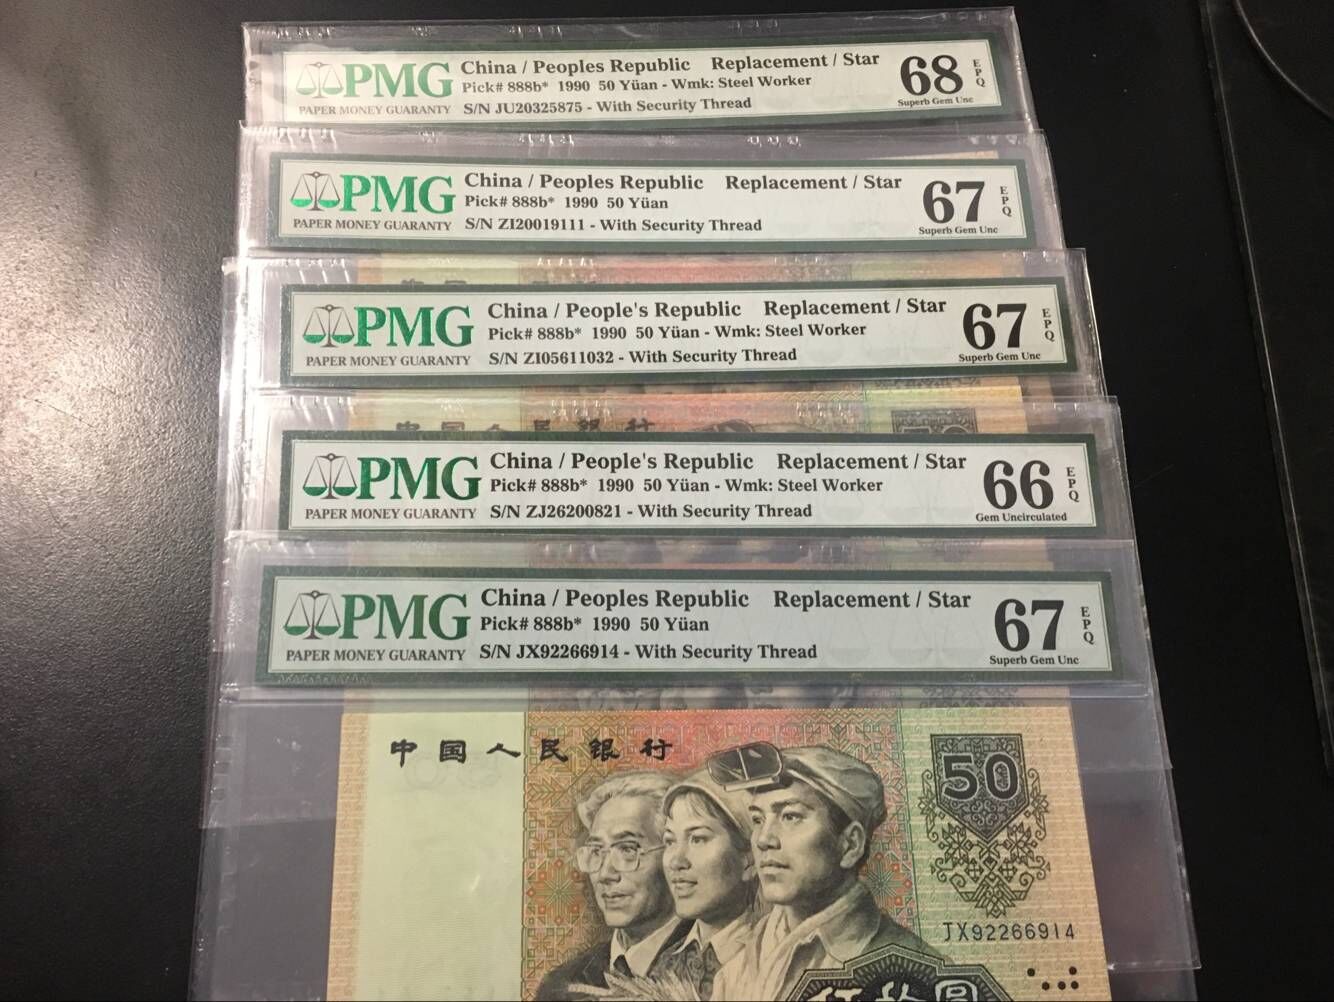 PMG
PAPER MONEY GUARANTY
China / Peoples Republic Replacement / Star
Pick# 888b* 1990 50 Yüan - Wmk: Steel Worker
S/N JU20325875 - With Security Thread
68 EPQ
Superb Gem Unc
PMG
PAPER MONEY GUARANTY
China / Peoples Republic Replacement / Star
Pick# 888b* 1990 50 Yüan
S/N ZI20019111 - With Security Thread
67 EPQ
Superb Gem Unc
PMG
PAPER MONEY GUARANTY
China / People's Republic Replacement / Star
Pick# 888b* 1990 50 Yüan - Wmk: Steel Worker
S/N ZI05611032 - With Security Thread
67 EPQ
Superb Gem Unc
中国人民银行
PMG
PAPER MONEY GUARANTY
China / People's Republic Replacement / Star
Pick# 888b* 1990 50 Yüan - Wmk: Steel Worker
S/N ZJ26200821 - With Security Thread
66 EPQ
Gem Uncirculated
PMG
PAPER MONEY GUARANTY
China / Peoples Republic Replacement / Star
Pick# 888b* 1990 50 Yüan
S/N JX92266914 - With Security Thread
67 EPQ
Superb Gem Unc
中国人民银行
50
JX92266914